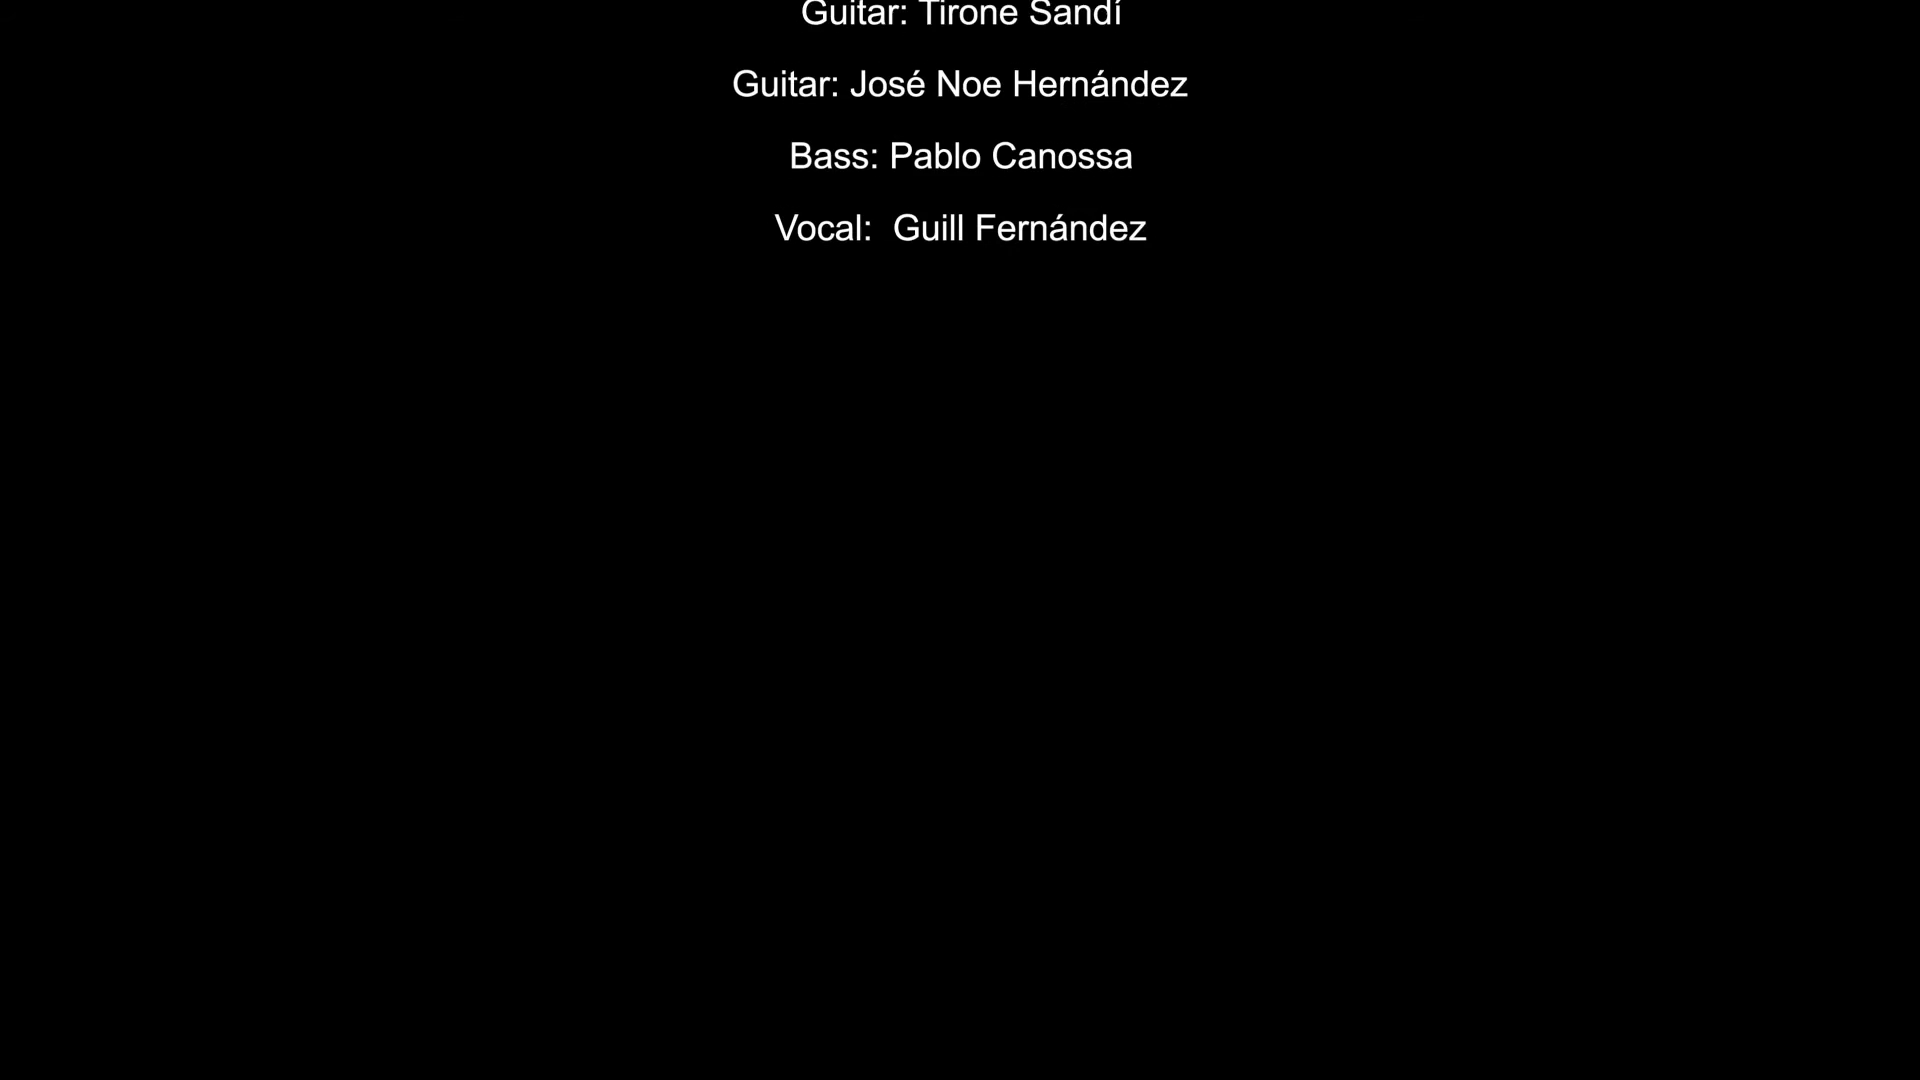 Guitar: Tirone Sandí
Guitar: José Noe Hernández
Bass: Pablo Canossa
Vocal:  Guill Fernández